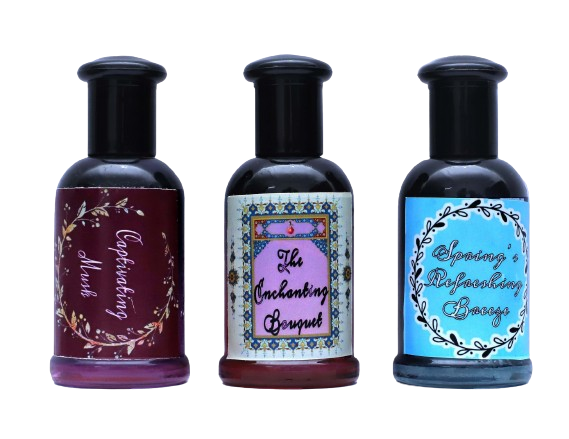 Captivating
Musk
The
Enchanting
Bouquet
Spring's
Refreshing
Breeze